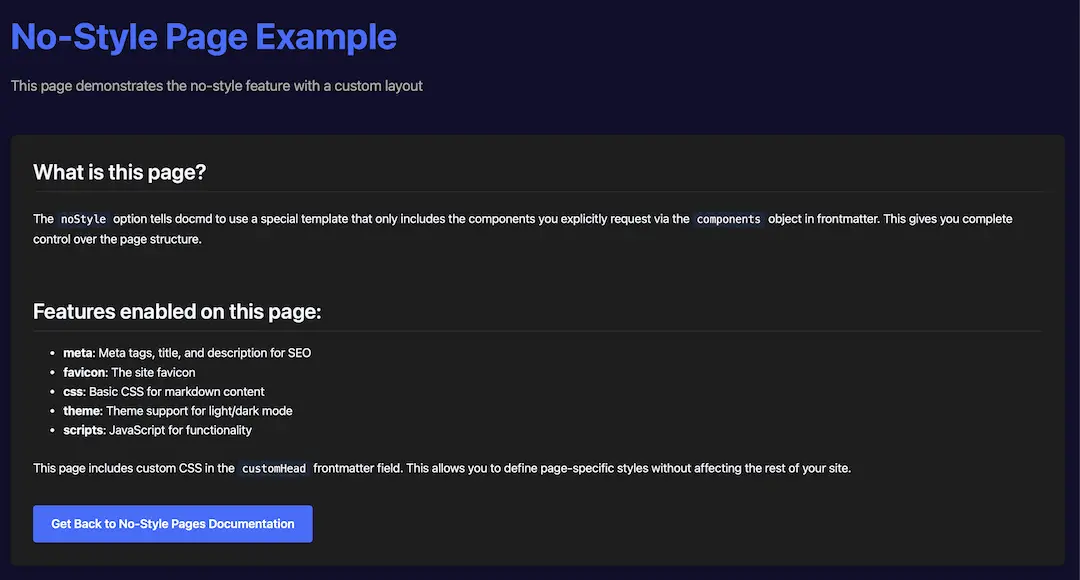 No-Style Page Example
This page demonstrates the no-style feature with a custom layout
What is this page?
The noStyle option tells docmd to use a special template that only includes the components you explicitly request via the components object in frontmatter. This gives you complete
control over the page structure.
Features enabled on this page:
• meta: Meta tags, title, and description for SEO
• favicon: The site favicon
• css: Basic CSS for markdown content
• theme: Theme support for light/dark mode
• scripts: JavaScript for functionality
This page includes custom CSS in the customHead frontmatter field. This allows you to define page-specific styles without affecting the rest of your site.
Get Back to No-Style Pages Documentation